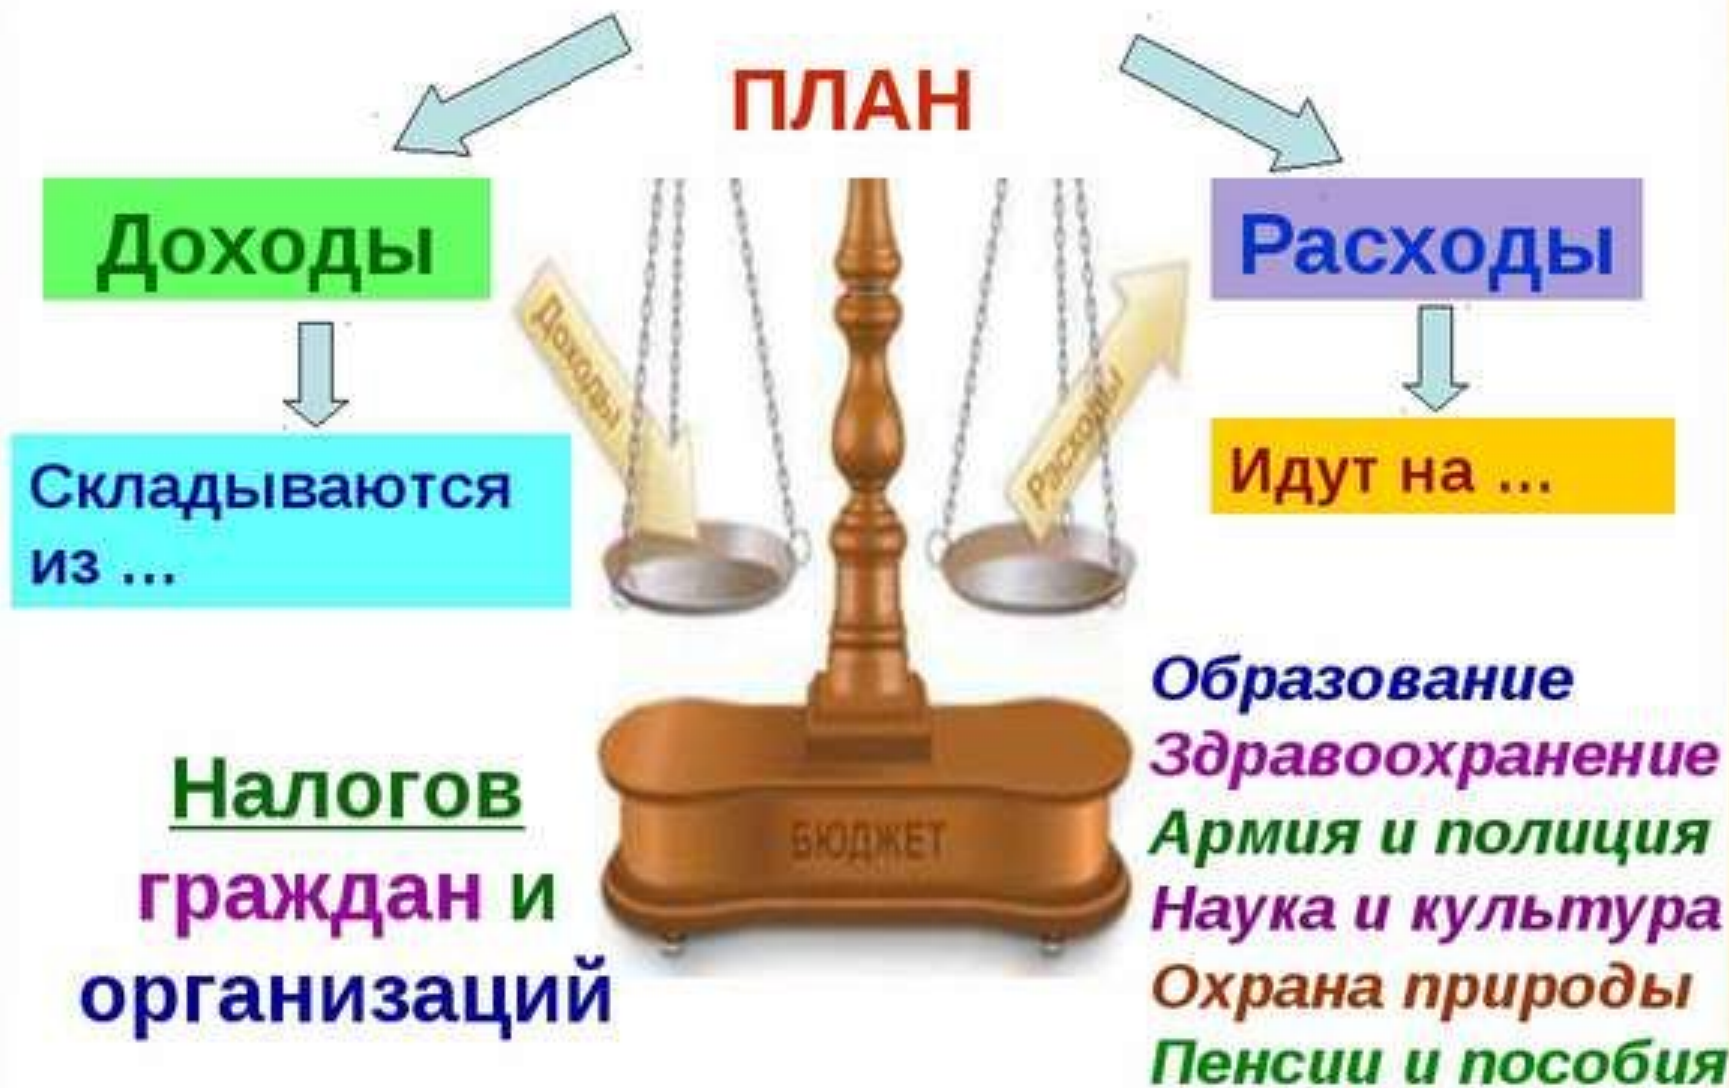 ПЛАН
Доходы
Расходы
Доходы
Расходы
Складываются
из ...
Идут на ...
Налогов
граждан и
организаций
БЮДЖЕТ
Образование
Здравоохранение
Армия и полиция
Наука и культура
Охрана природы
Пенсии и пособия